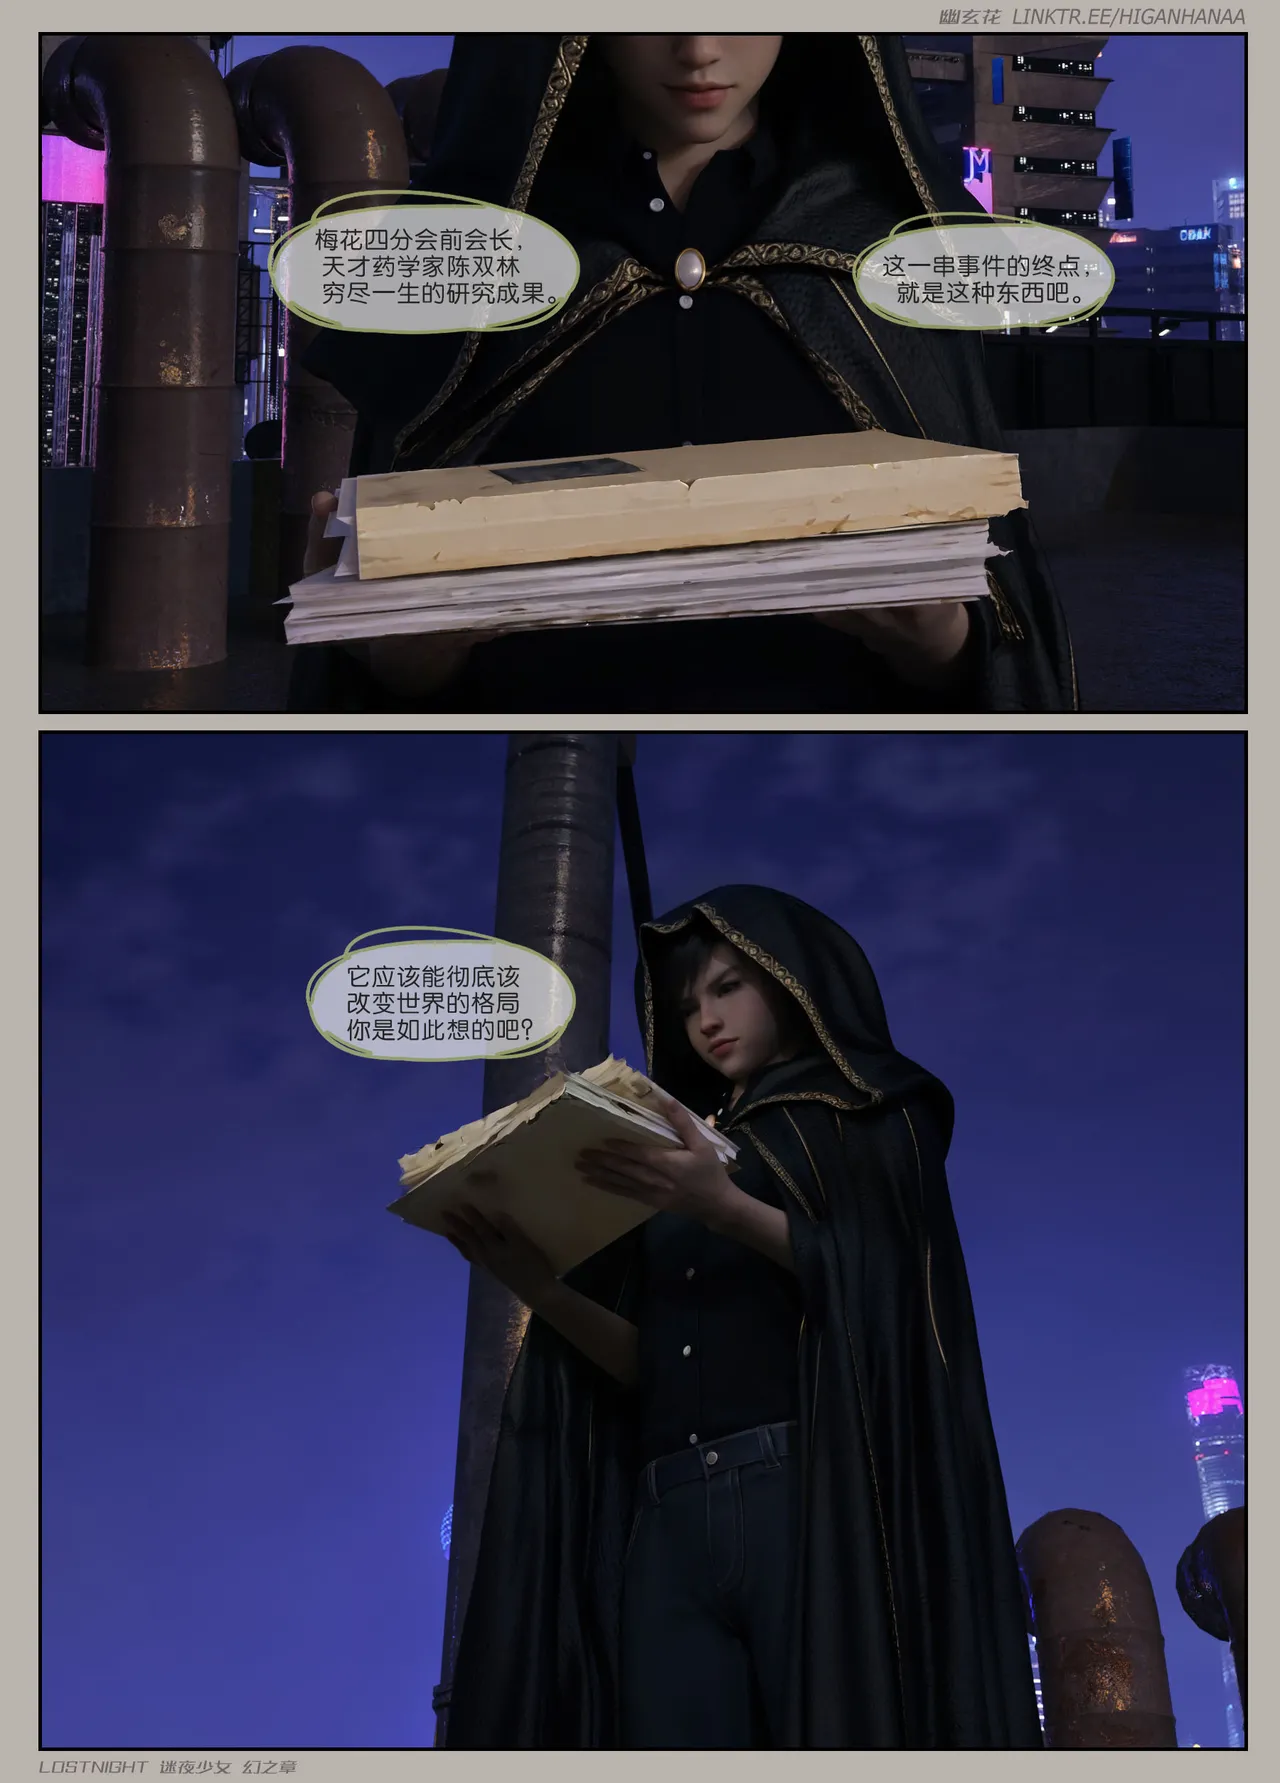 幽玄花 LINKTR.EE/HIGANHANAA
梅花四分会前会长，
天才药学家陈双林
穷尽一生的研究成果。
这一串事件的终点，
就是这种东西吧。
它应该能彻底该
改变世界的格局
你是如此想的吧？
LOSTNIGHT 迷夜少女 幻之章